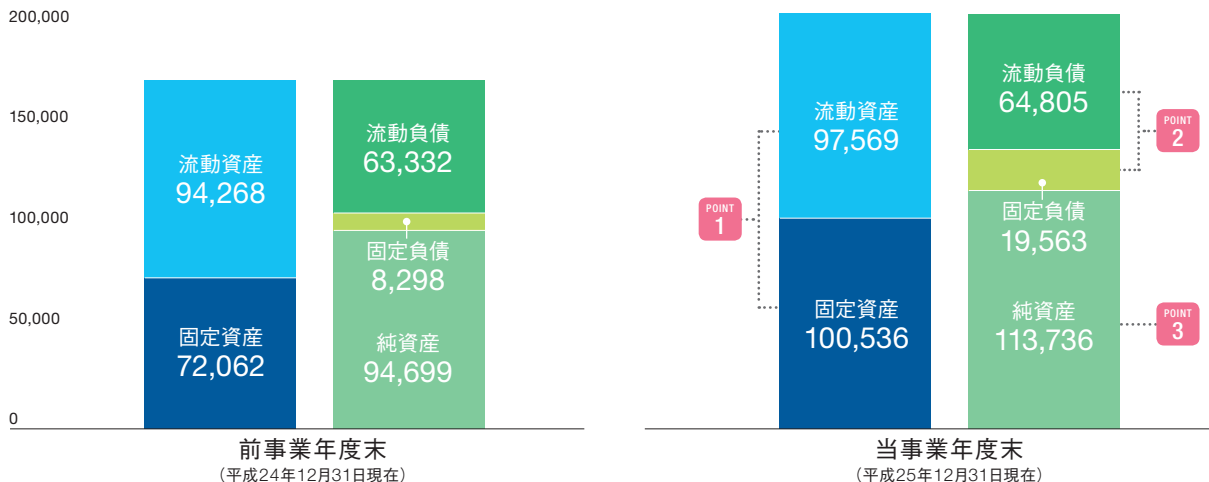 200,000
150,000
100,000
50,000
0
流動資産
94,268
固定資産
72,062
流動負債
63,332
固定負債
8,298
純資産
94,699
前事業年度末
（平成24年12月31日現在）
POINT
1
流動資産
97,569
固定資産
100,536
流動負債
64,805
固定負債
19,563
純資産
113,736
POINT
2
POINT
3
当事業年度末
（平成25年12月31日現在）